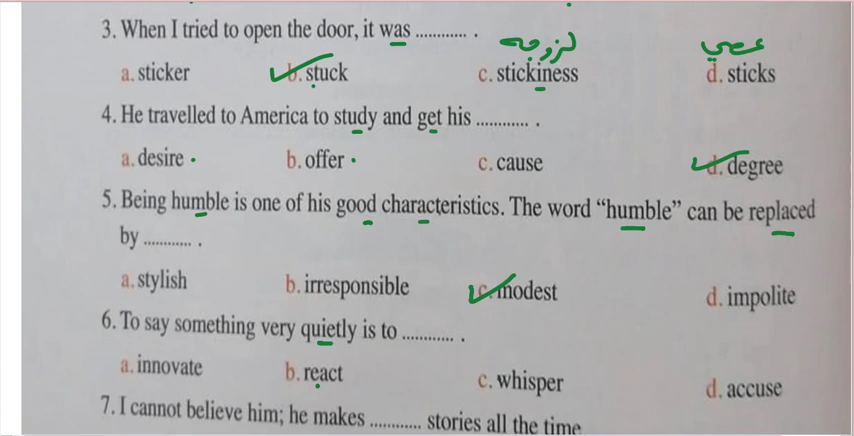 3. When I tried to open the door, it was ............ .
لزوجه عصي
a. sticker b. stuck c. stickiness d. sticks
4. He travelled to America to study and get his ............ .
a. desire b. offer c. cause d. degree
5. Being humble is one of his good characteristics. The word “humble” can be replaced
by ............ .
a. stylish b. irresponsible c. modest d. impolite
6. To say something very quietly is to ............ .
a. innovate b. react c. whisper d. accuse
7. I cannot believe him; he makes ............ stories all the time